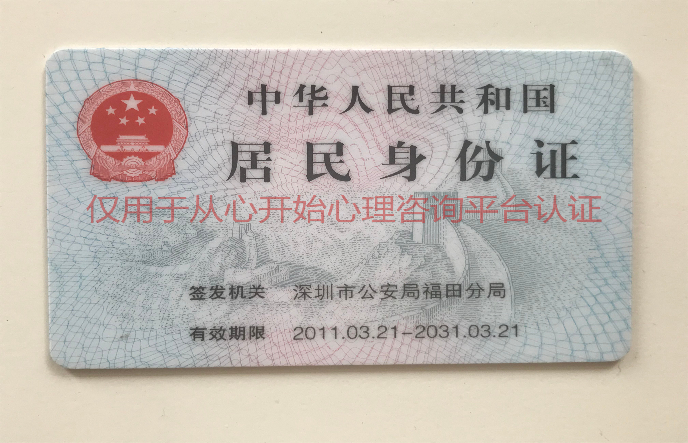 中华人民共和国
居民身份证
仅用于从心开始心理咨询平台认证
签发机关 深圳市公安局福田分局
有效期限 2011.03.21-2031.03.21